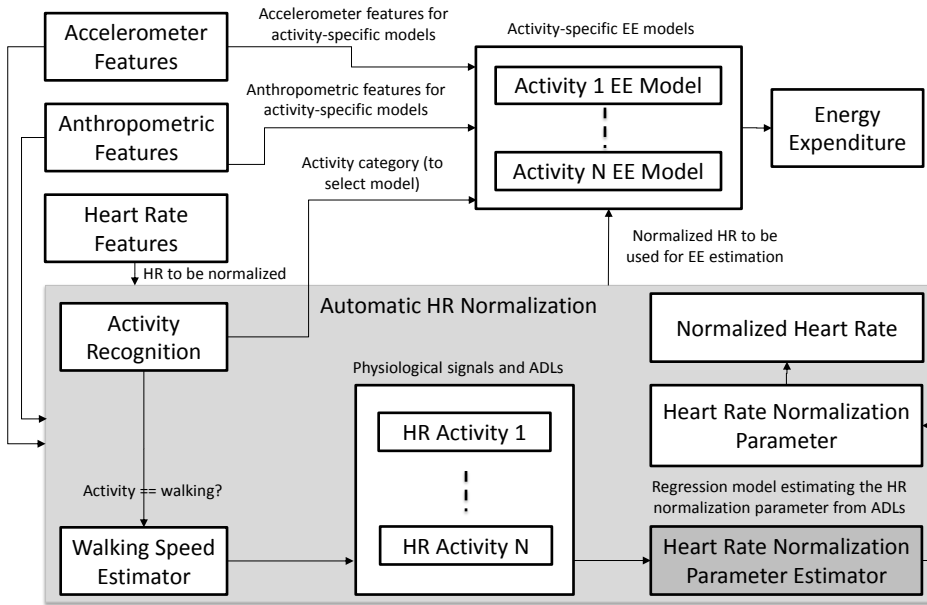 Accelerometer
Features
Accelerometer features for
activity-specific models
Activity-specific EE models
Activity 1 EE Model
Activity N EE Model
Energy
Expenditure
Anthropometric
Features
Anthropometric features for
activity-specific models
Activity category (to
select model)
Heart Rate
Features
HR to be normalized
Normalized HR to be
used for EE estimation
Automatic HR Normalization
Activity
Recognition
Normalized Heart Rate
Physiological signals and ADLs
HR Activity 1
HR Activity N
Heart Rate Normalization
Parameter
Activity == walking?
Regression model estimating the HR
normalization parameter from ADLs
Walking Speed
Estimator
Heart Rate Normalization
Parameter Estimator